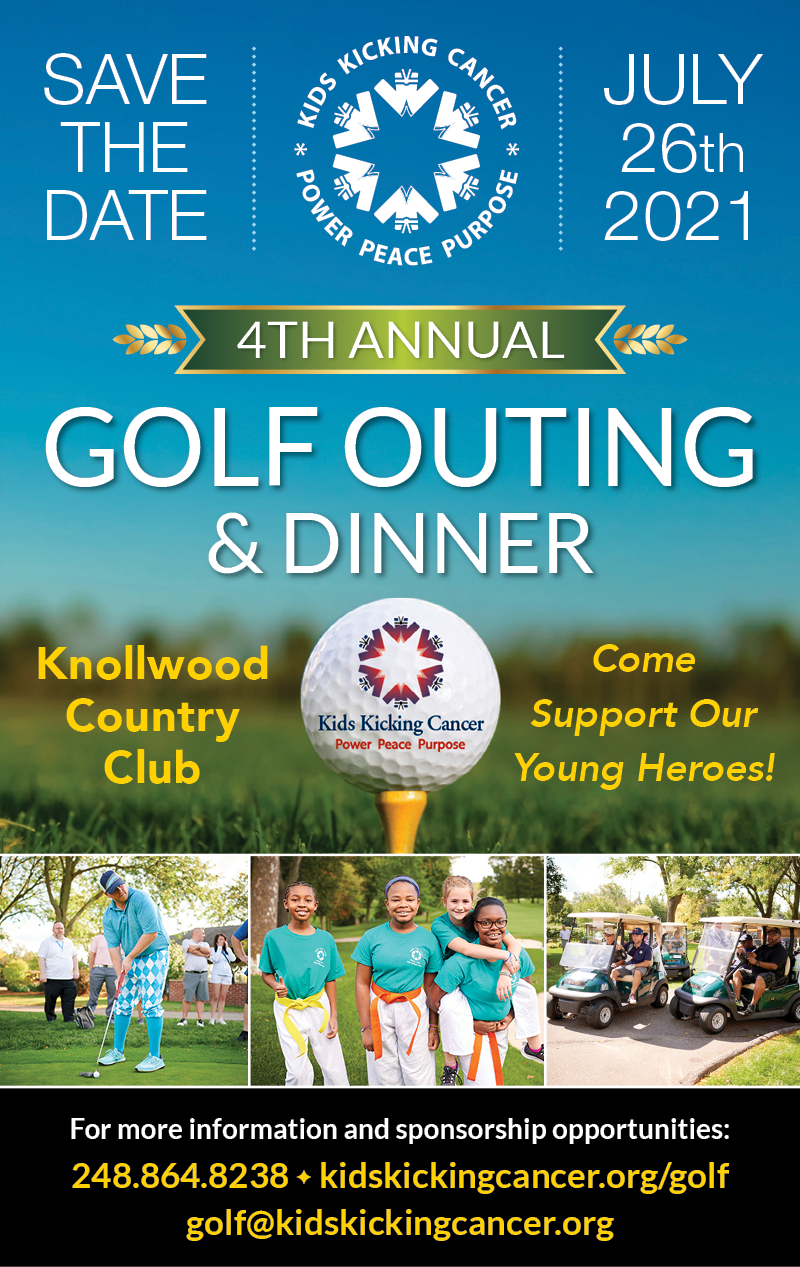 SAVE
THE
DATE
KIDS KICKING CANCER
* POWER PEACE PURPOSE *
JULY
26th
2021
4TH ANNUAL
GOLF OUTING
& DINNER
Knollwood
Country
Club
Kids Kicking Cancer
Power Peace Purpose
Come
Support Our
Young Heroes!
For more information and sponsorship opportunities:
248.864.8238 ✦ kidskickingcancer.org/golf
golf@kidskickingcancer.org